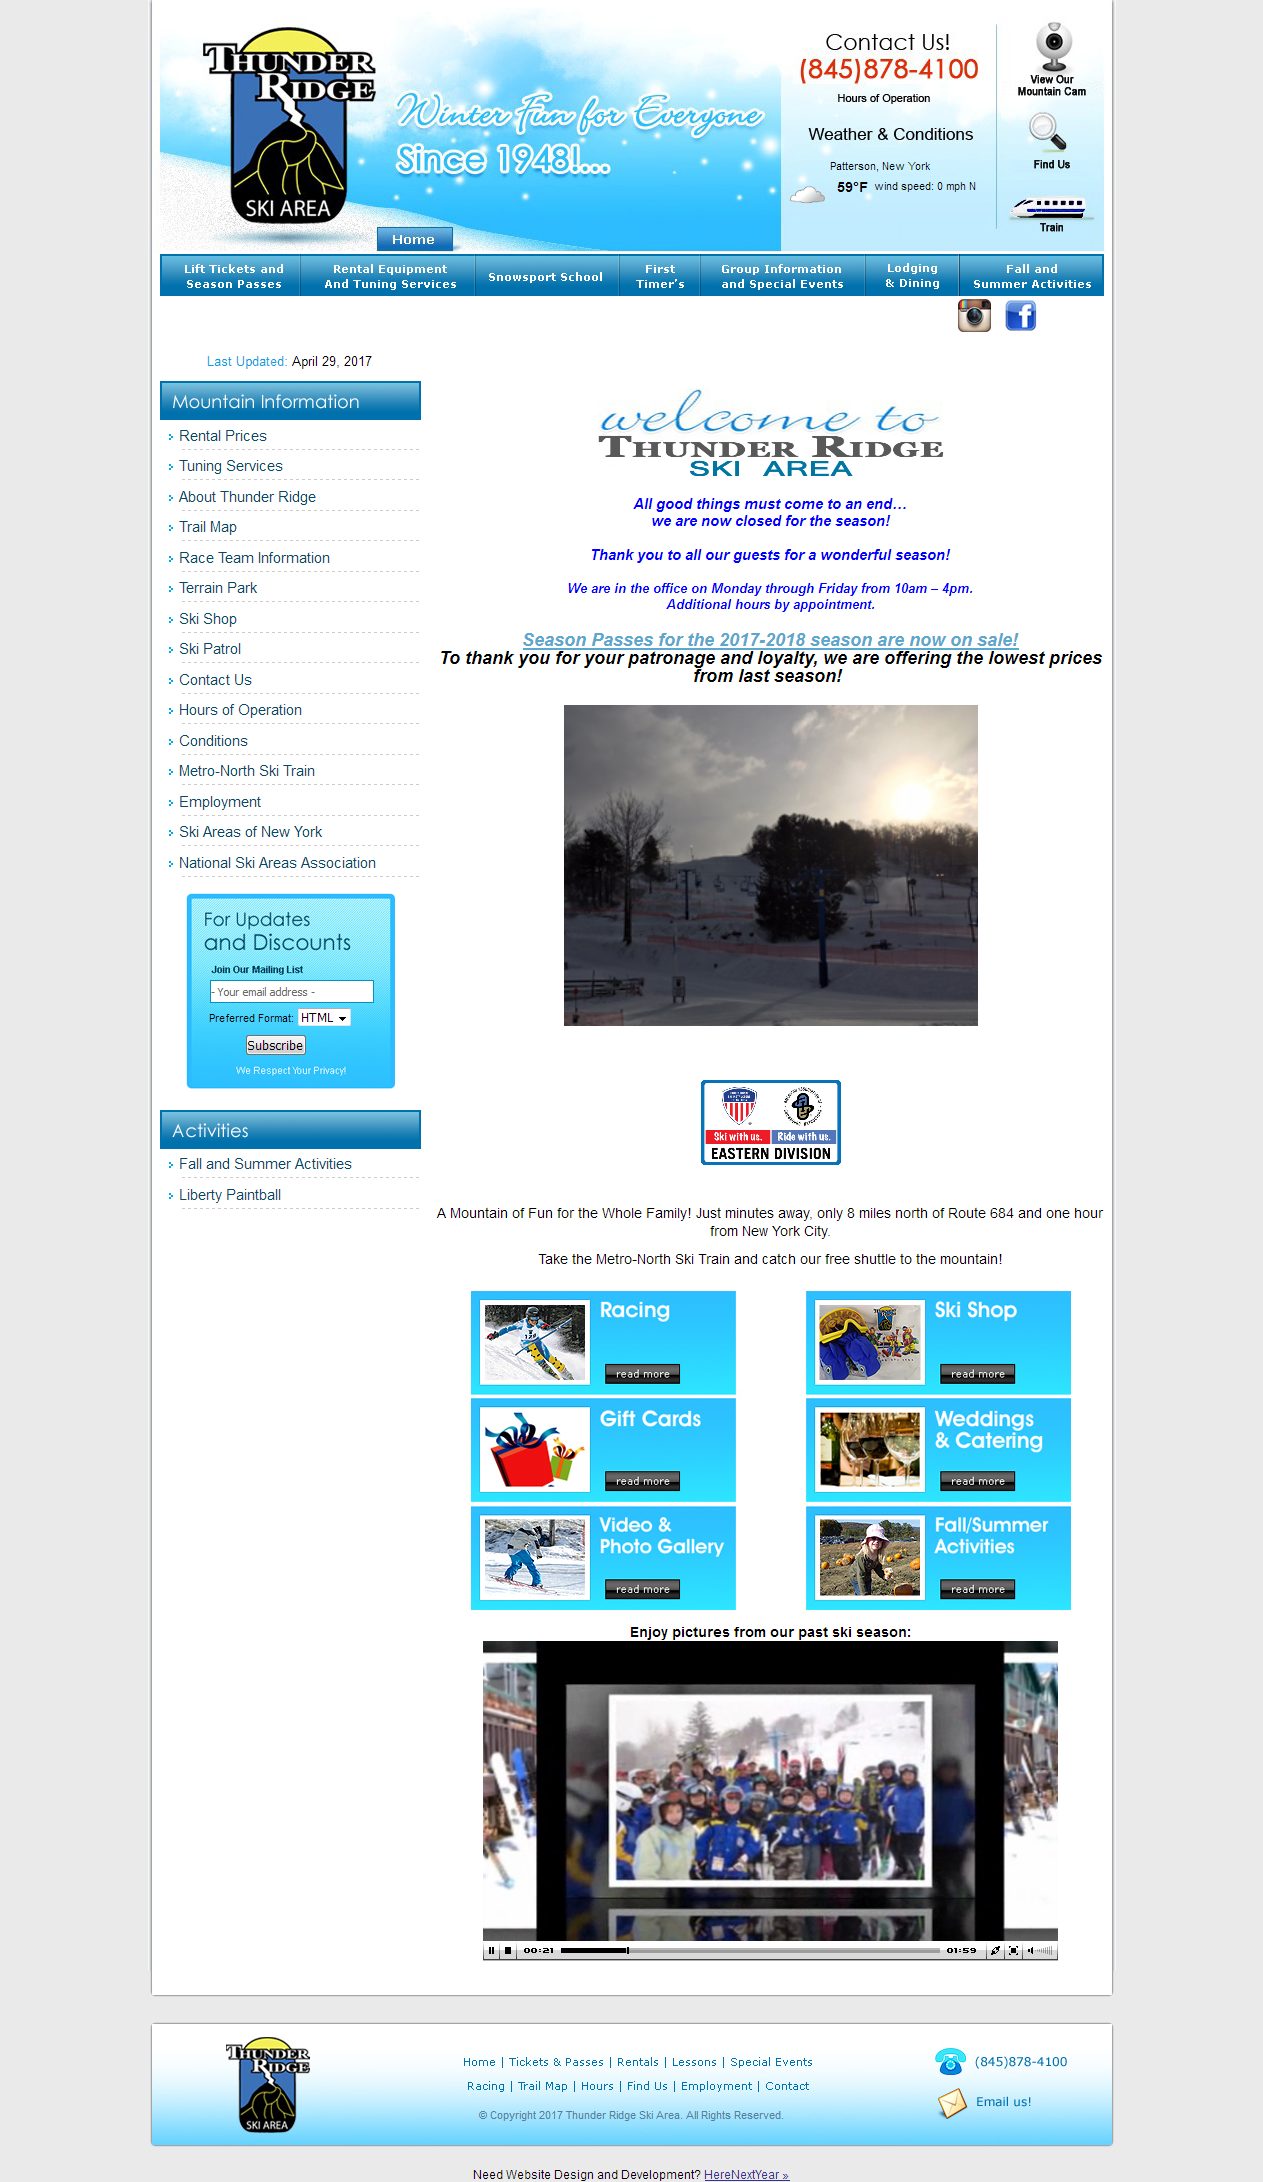 THUNDER
RIDGE
SKI AREA
Winter Fun for Everyone
Since 1948!....
Contact Us!
(845)878-4100
Hours of Operation
Weather & Conditions
Patterson, New York
59°F wind speed: 0 mph N
View Our
Mountain Cam
Find Us
Train
Home
Lift Tickets and
Season Passes
Rental Equipment
And Tuning Services
Snowsport School
First
Timer's
Group Information
and Special Events
Lodging
& Dining
Fall and
Summer Activities
Last Updated: April 29, 2017
Mountain Information
Rental Prices
Tuning Services
About Thunder Ridge
Trail Map
Race Team Information
Terrain Park
Ski Shop
Ski Patrol
Contact Us
Hours of Operation
Conditions
Metro-North Ski Train
Employment
Ski Areas of New York
National Ski Areas Association
For Updates
and Discounts
Join Our Mailing List
- Your email address -
Preferred Format: HTML
Subscribe
We Respect Your Privacy!
Activities
Fall and Summer Activities
Liberty Paintball
welcome to
THUNDER RIDGE
SKI AREA
All good things must come to an end…
we are now closed for the season!
Thank you to all our guests for a wonderful season!
We are in the office on Monday through Friday from 10am – 4pm.
Additional hours by appointment.
Season Passes for the 2017-2018 season are now on sale!
To thank you for your patronage and loyalty, we are offering the lowest prices
from last season!
Ski with us. Ride with us.
EASTERN DIVISION
A Mountain of Fun for the Whole Family! Just minutes away, only 8 miles north of Route 684 and one hour
from New York City.
Take the Metro-North Ski Train and catch our free shuttle to the mountain!
Racing
read more
Ski Shop
read more
Gift Cards
read more
Weddings
& Catering
read more
Video &
Photo Gallery
read more
Fall/Summer
Activities
read more
Enjoy pictures from our past ski season:
00:21
01:59
THUNDER
RIDGE
SKI AREA
Home | Tickets & Passes | Rentals | Lessons | Special Events
Racing | Trail Map | Hours | Find Us | Employment | Contact
© Copyright 2017 Thunder Ridge Ski Area. All Rights Reserved.
(845)878-4100
Email us!
Need Website Design and Development? HereNextYear »